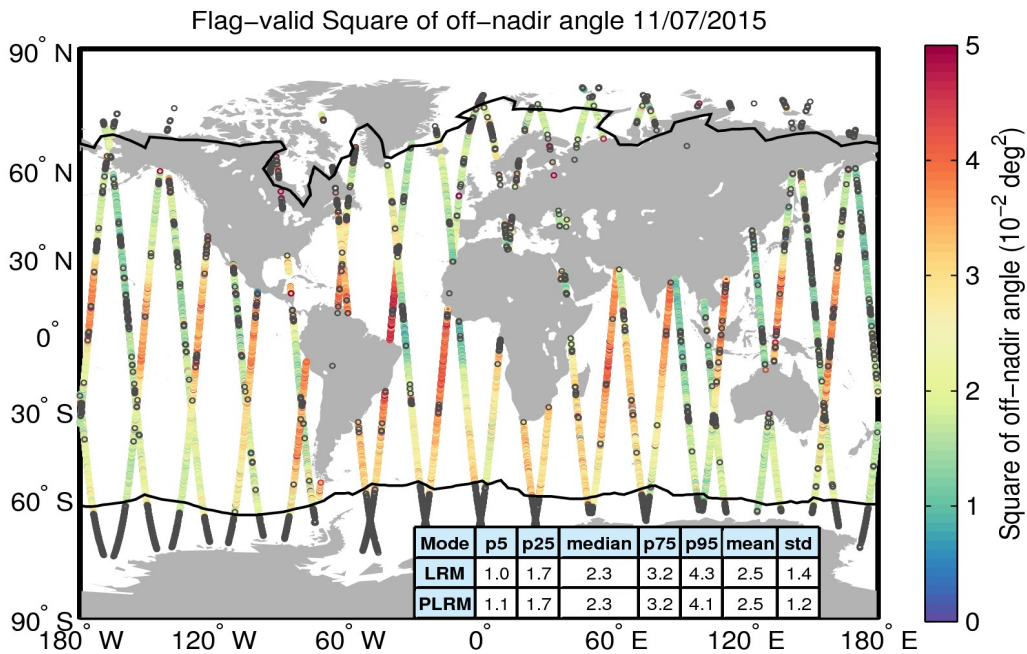 Flag−valid Square of off−nadir angle 11/07/2015
90° N
60° N
30° N
0°
30° S
60° S
90° S
180° W
120° W
60° W
0°
60° E
120° E
180° E
Mode p5 p25 median p75 p95 mean std
LRM 1.0 1.7 2.3 3.2 4.3 2.5 1.4
PLRM 1.1 1.7 2.3 3.2 4.1 2.5 1.2
5
4
3
2
1
0
Square of off−nadir angle (10⁻² deg²)